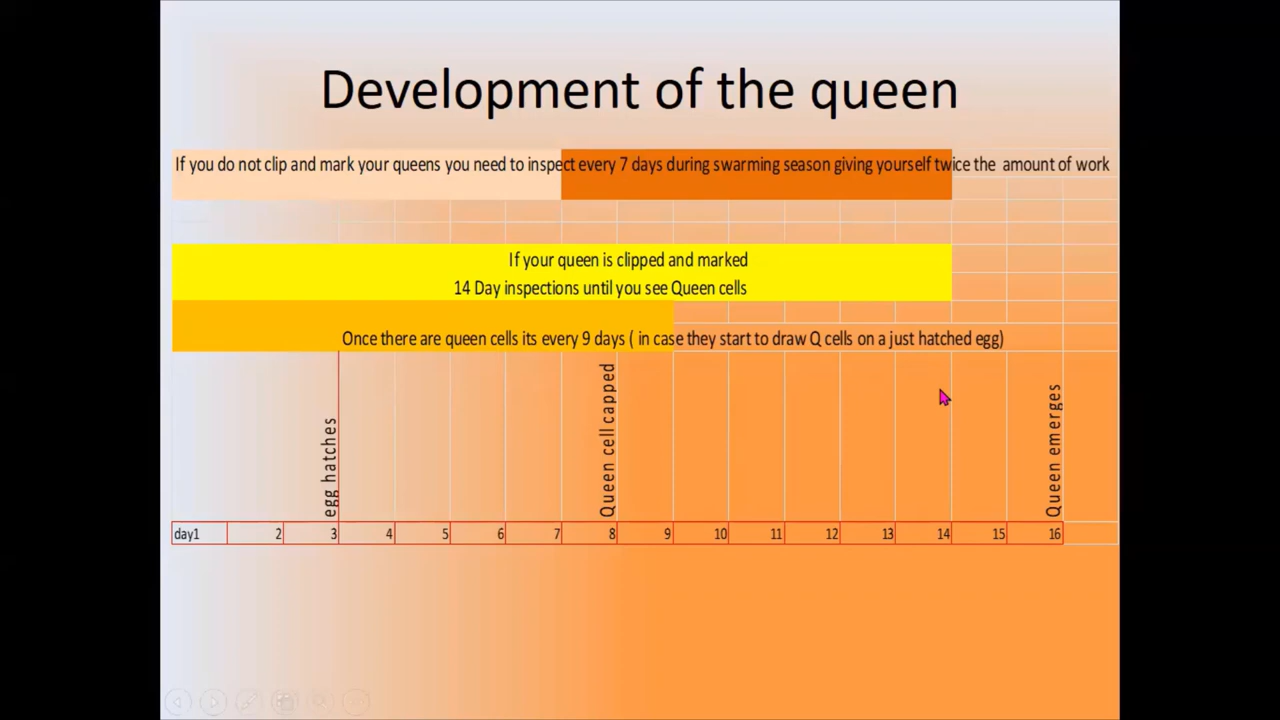 Development of the queen
If you do not clip and mark your queens you need to inspect every 7 days during swarming season giving yourself twice the amount of work
If your queen is clipped and marked
14 Day inspections until you see Queen cells
Once there are queen cells its every 9 days ( in case they start to draw Q cells on a just hatched egg)
egg hatches
Queen cell capped
Queen emerges
day1 2 3 4 5 6 7 8 9 10 11 12 13 14 15 16